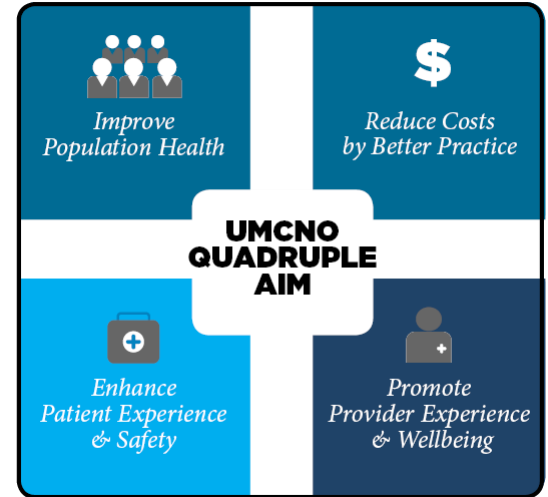 Improve
Population Health
$
Reduce Costs
by Better Practice
UMCNO
QUADRUPLE
AIM
Enhance
Patient Experience
& Safety
Promote
Provider Experience
& Wellbeing